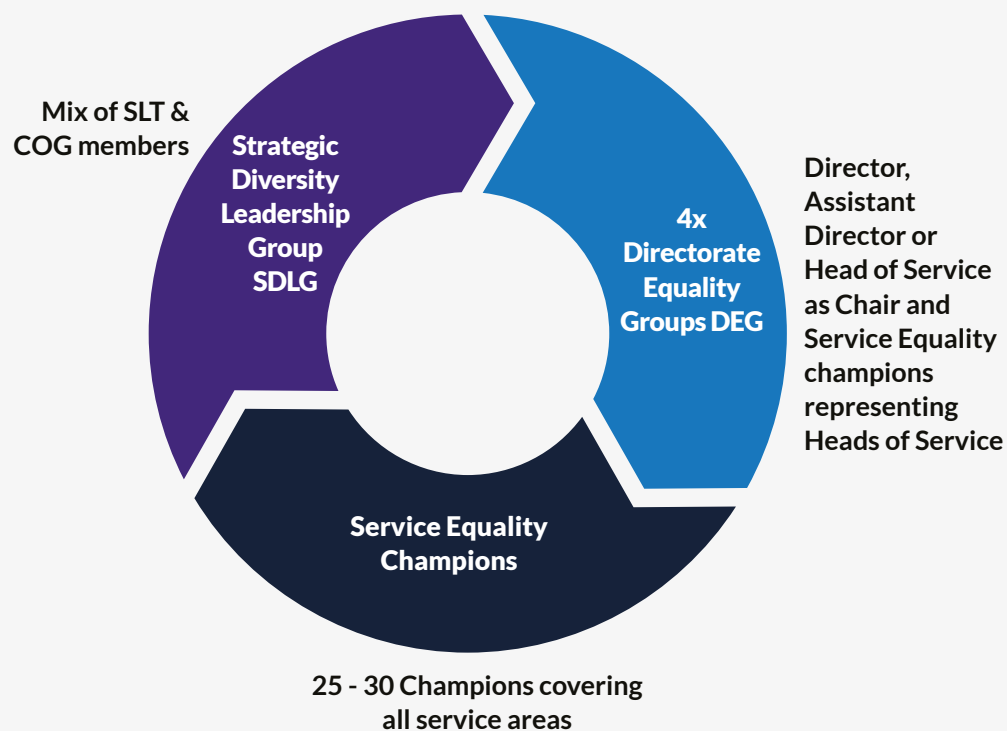 Mix of SLT &
COG members
Strategic
Diversity
Leadership
Group
SDLG
4x
Directorate
Equality
Groups DEG
Director,
Assistant
Director or
Head of Service
as Chair and
Service Equality
champions
representing
Heads of Service
Service Equality
Champions
25 - 30 Champions covering
all service areas